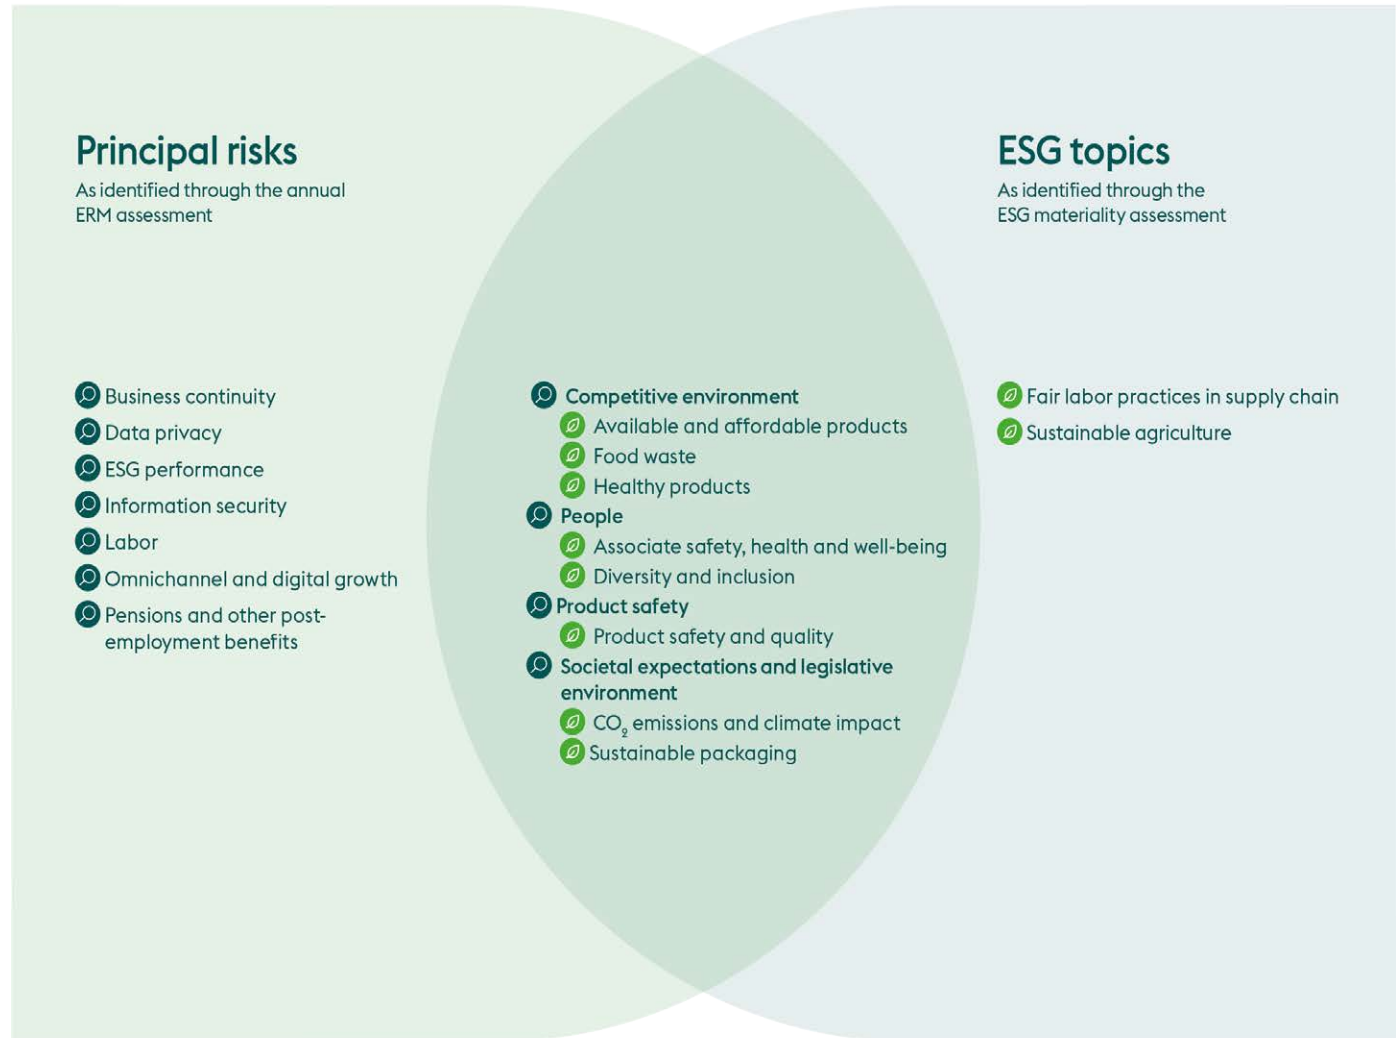 Principal risks
As identified through the annual
ERM assessment
Business continuity
Data privacy
ESG performance
Information security
Labor
Omnichannel and digital growth
Pensions and other post-
employment benefits
Competitive environment
Available and affordable products
Food waste
Healthy products
People
Associate safety, health and well-being
Diversity and inclusion
Product safety
Product safety and quality
Societal expectations and legislative
environment
CO₂ emissions and climate impact
Sustainable packaging
ESG topics
As identified through the
ESG materiality assessment
Fair labor practices in supply chain
Sustainable agriculture